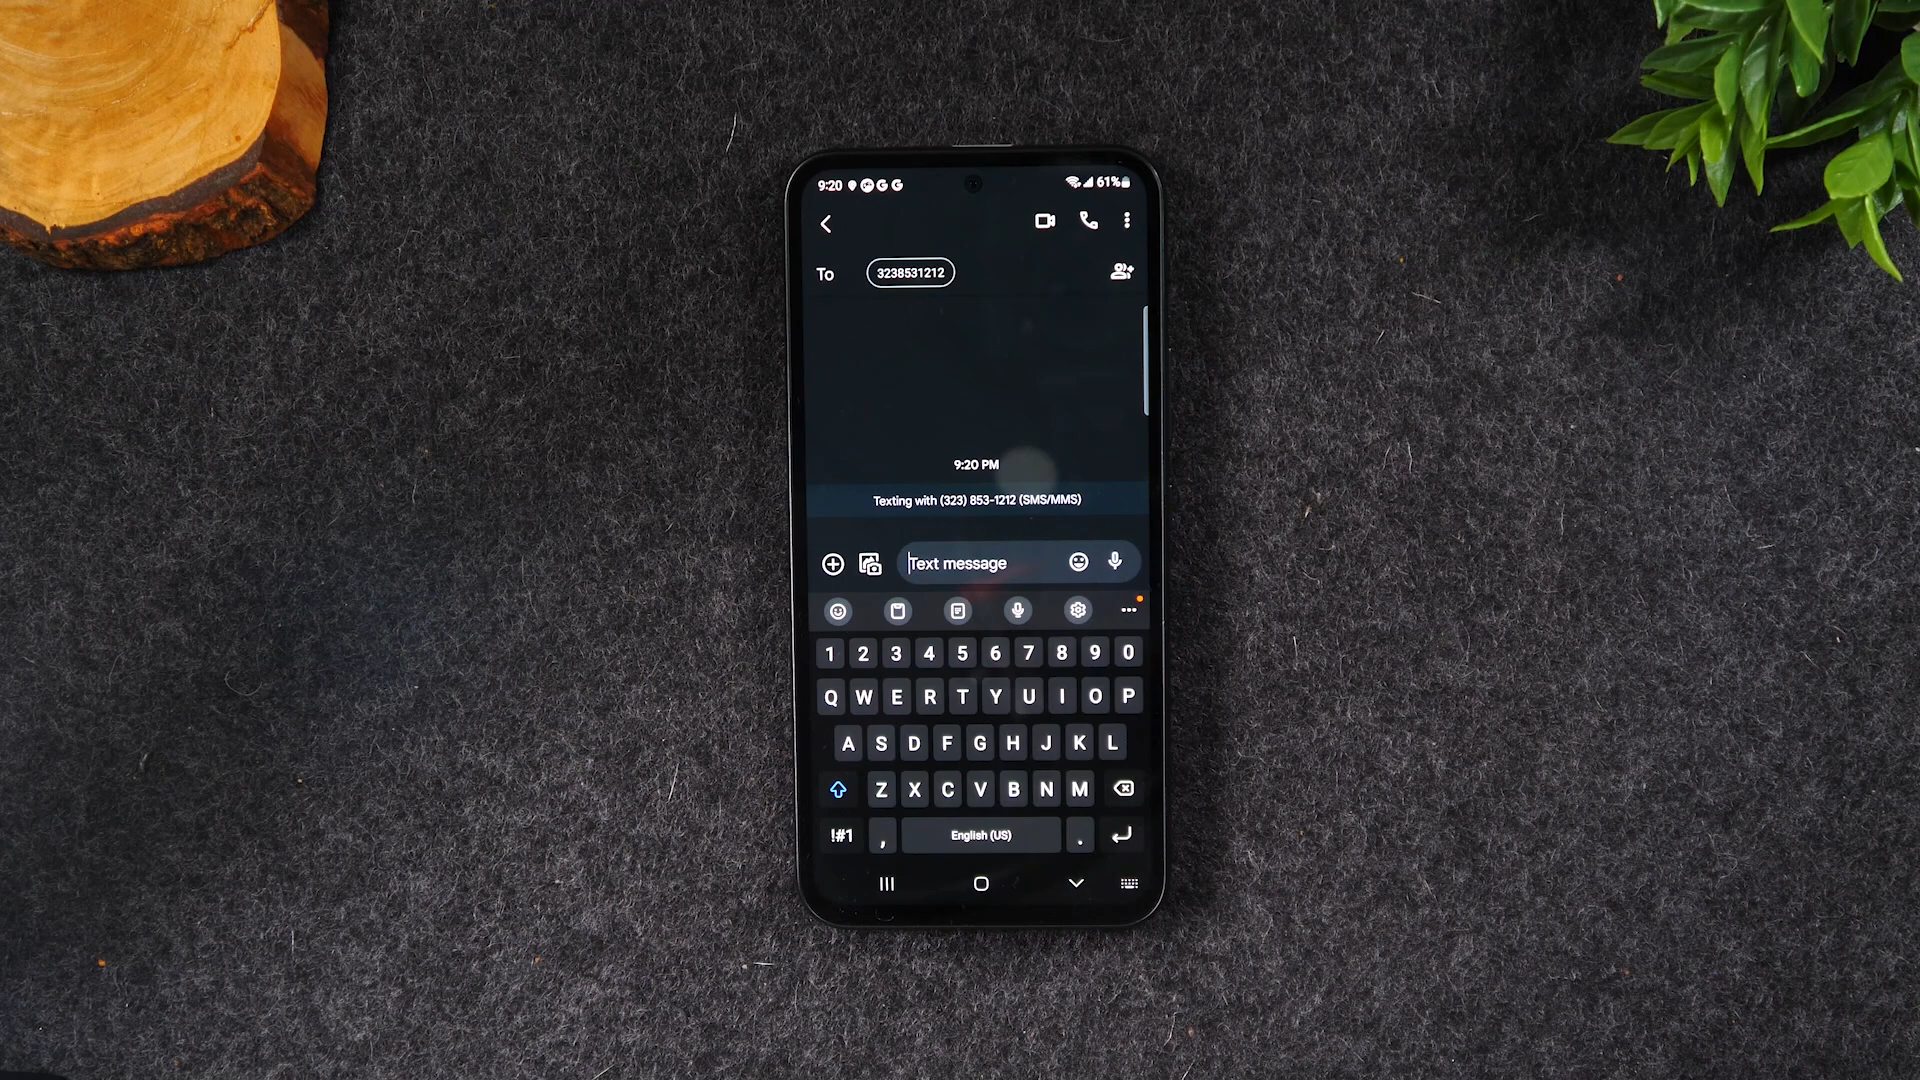 9:20 G G 61%
To 3238531212
9:20 PM
Texting with (323) 853-1212 (SMS/MMS)
Text message
1 2 3 4 5 6 7 8 9 0
Q W E R T Y U I O P
A S D F G H J K L
Z X C V B N M
!#1 , English (US) .